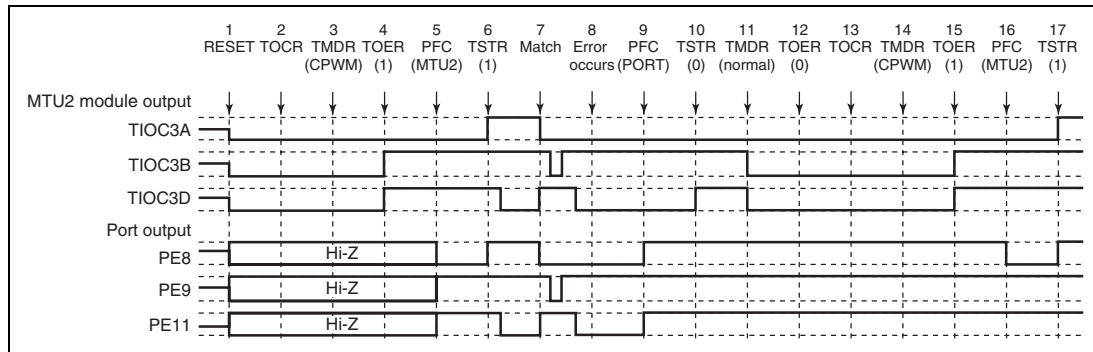 1 2 3 4 5 6 7 8 9 10 11 12 13 14 15 16 17
RESET TOCR TMDR TOER PFC TSTR Match Error PFC TSTR TMDR TOER TOCR TMDR TOER PFC TSTR
(CPWM) (1) (MTU2) (1) occurs (PORT) (0) (normal) (0) (CPWM) (1) (MTU2) (1)
MTU2 module output
TIOC3A
TIOC3B
TIOC3D
Port output
PE8 Hi-Z
PE9 Hi-Z
PE11 Hi-Z